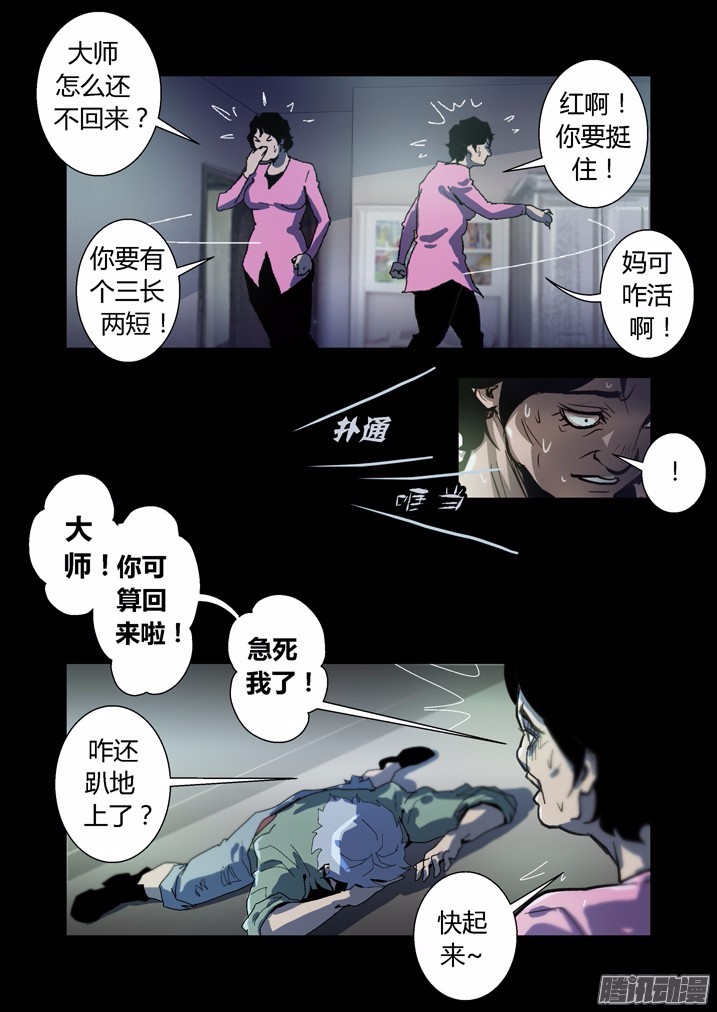 大师
怎么还
不回来？
你要有
个三长
两短！
红啊！
你要挺
住！
妈可
咋活
啊！
扑通
哐当
！
大
师！
你可
算回
来啦！
急死
我了！
咋还
趴地
上了？
快起
来~
腾讯动漫